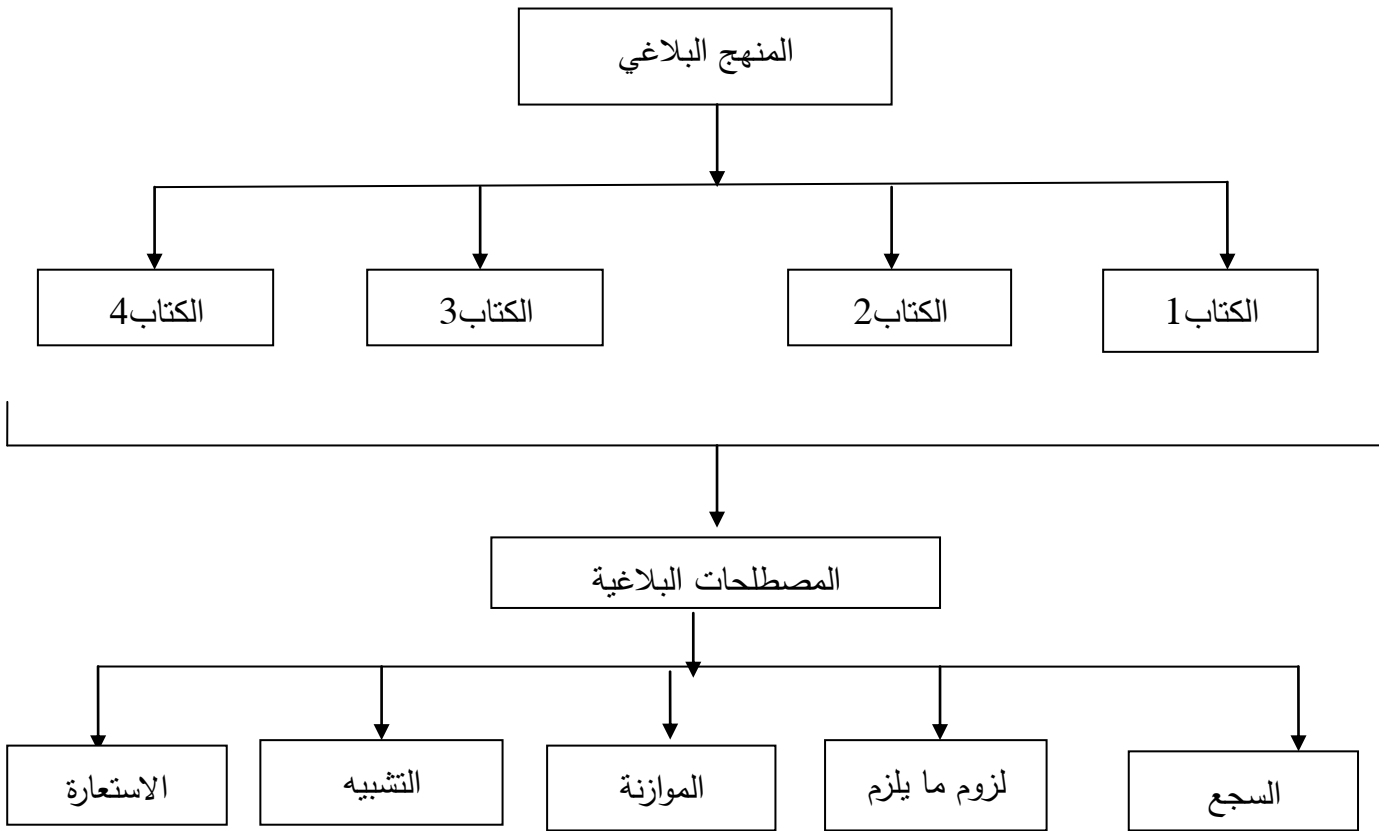 المنهج البلاغي
الكتاب1
الكتاب2
الكتاب3
الكتاب4
المصطلحات البلاغية
السجع
لزوم ما يلزم
الموازنة
التشبيه
الاستعارة